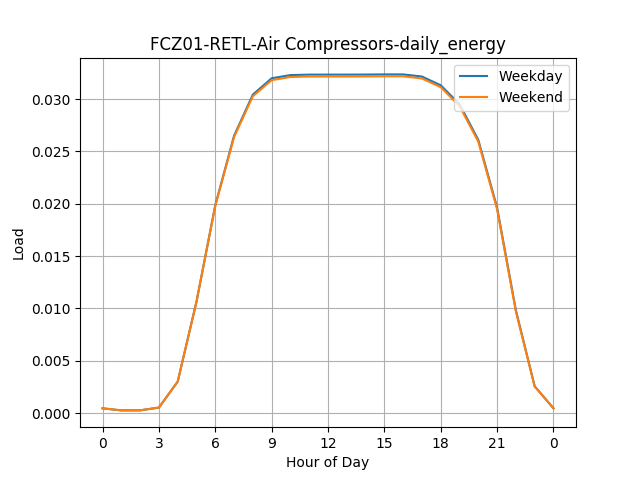 FCZ01-RETL-Air Compressors-daily_energy
Weekday
Weekend
0.030
0.025
0.020
0.015
0.010
0.005
0.000
Load
0 3 6 9 12 15 18 21 0
Hour of Day